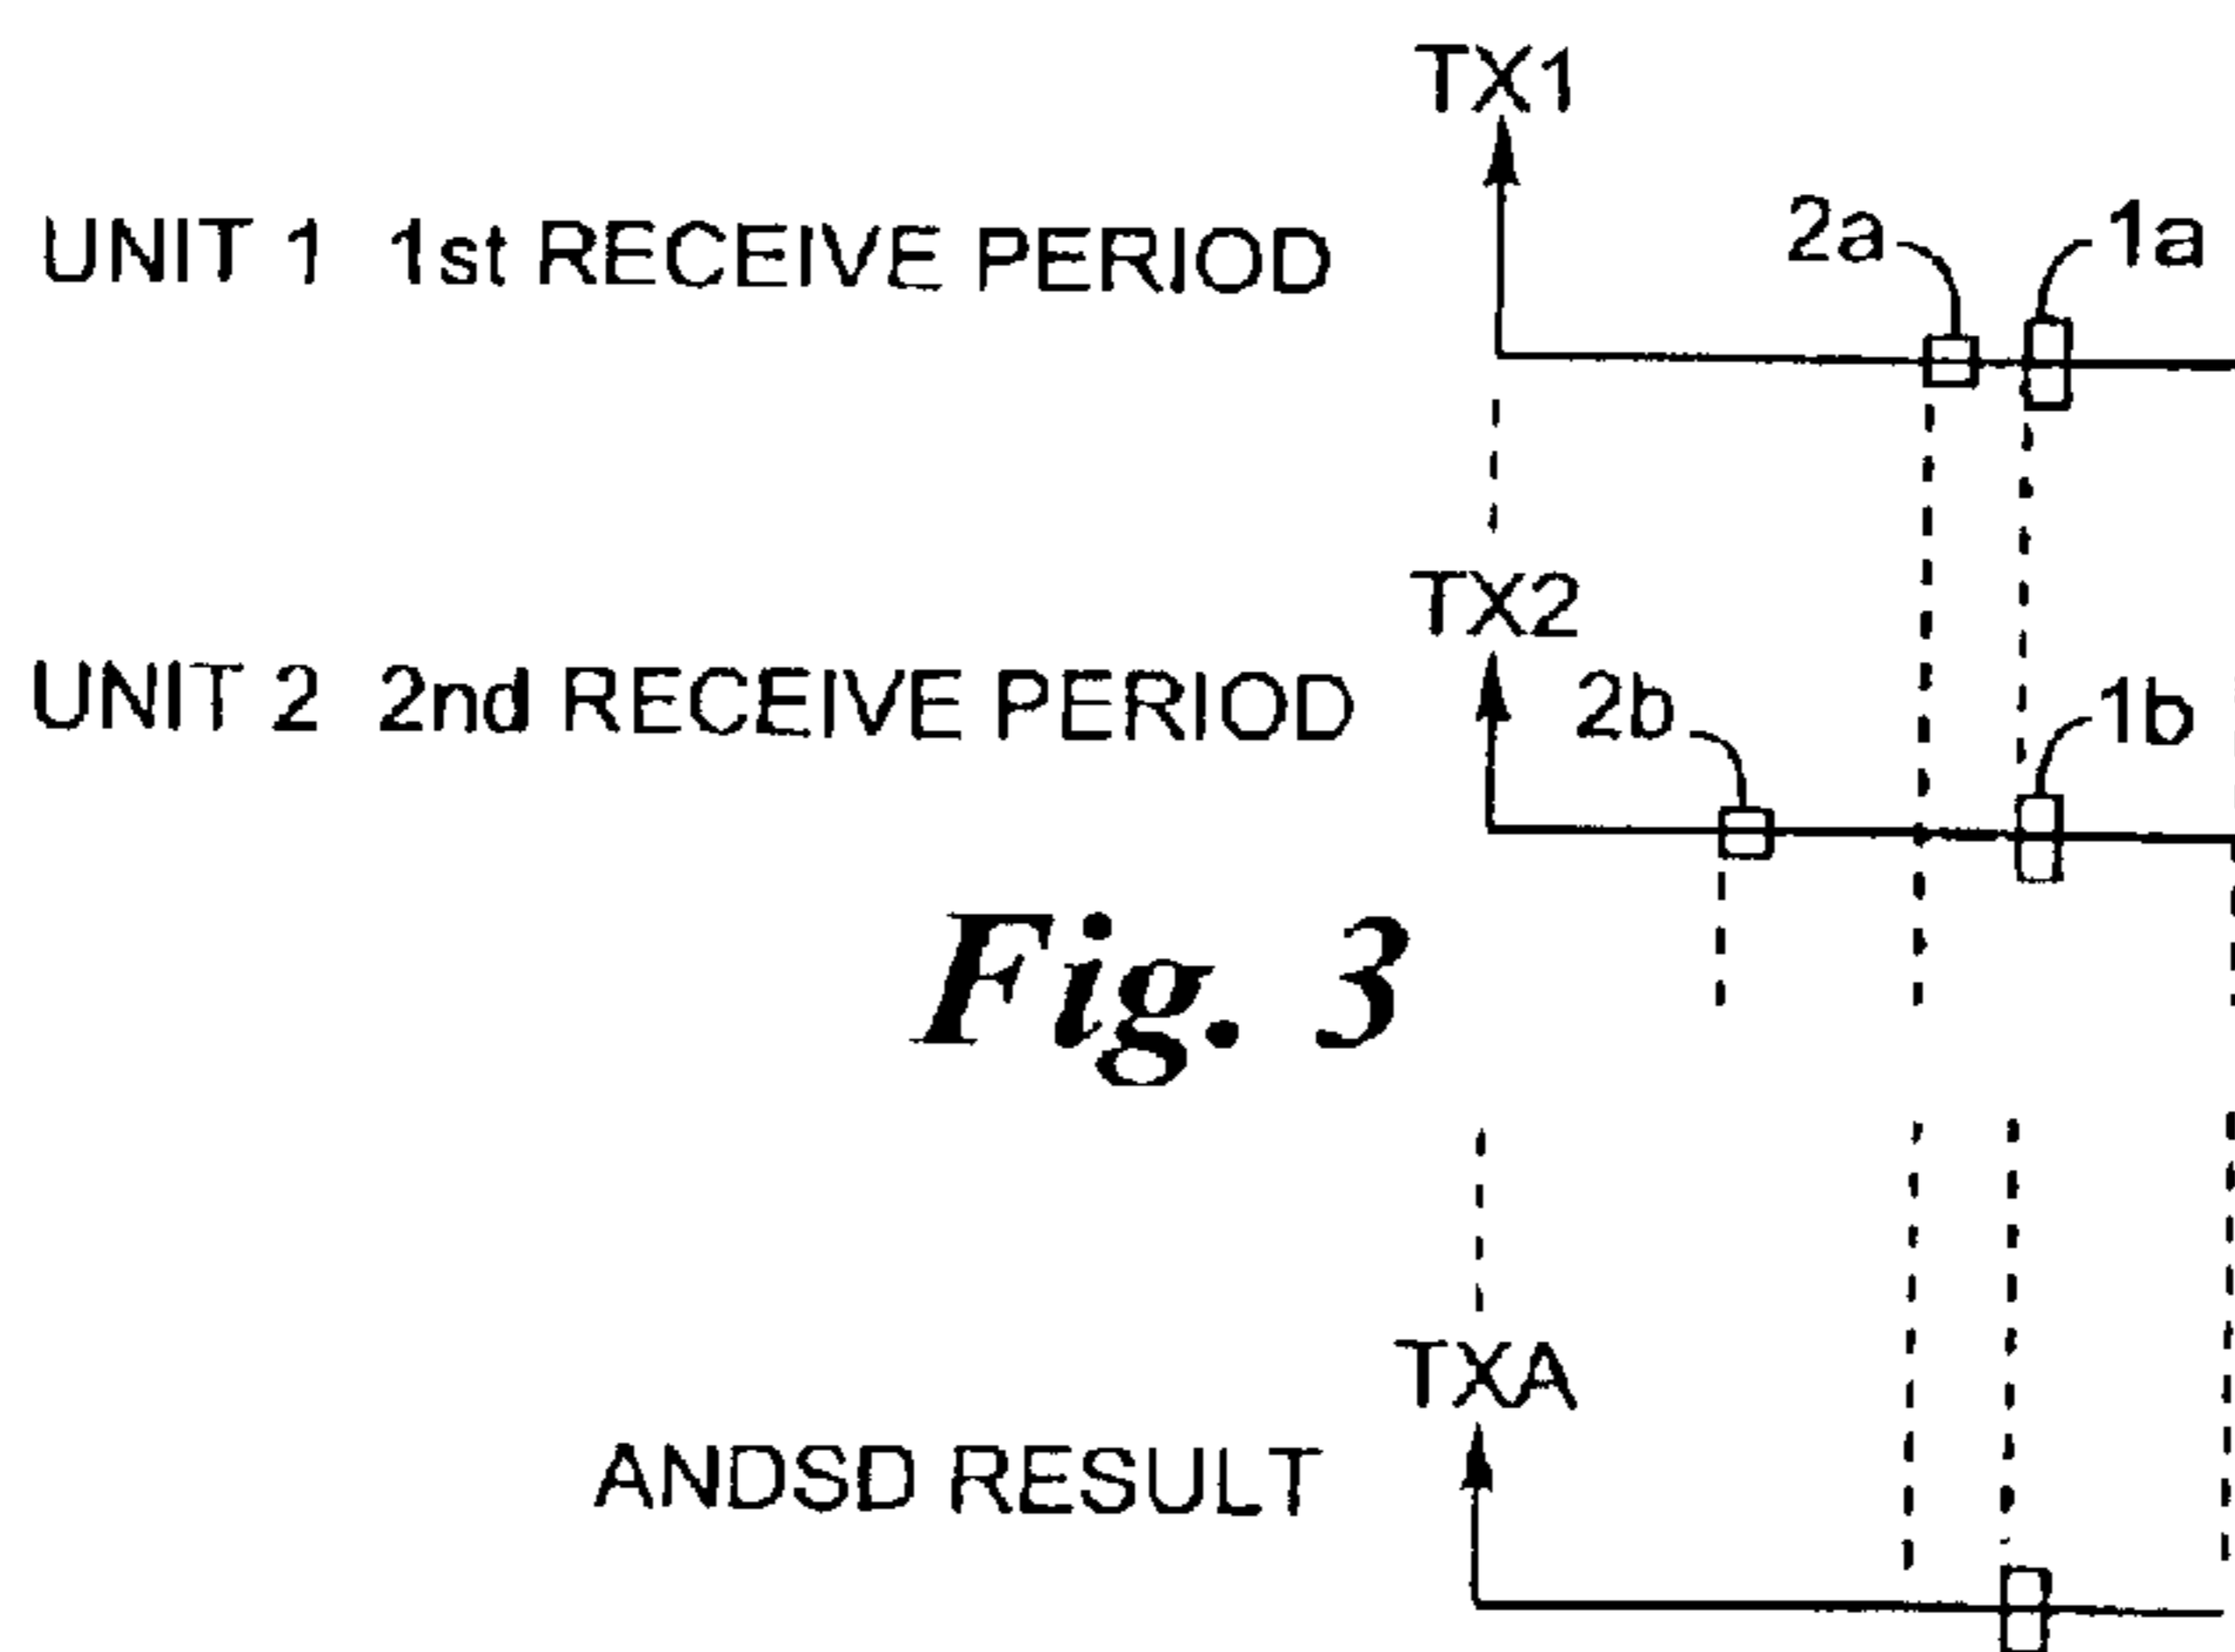 TX1
UNIT 1 1st RECEIVE PERIOD
2a
1a
TX2
UNIT 2 2nd RECEIVE PERIOD
2b
1b
Fig. 3
TXA
ANDSD RESULT